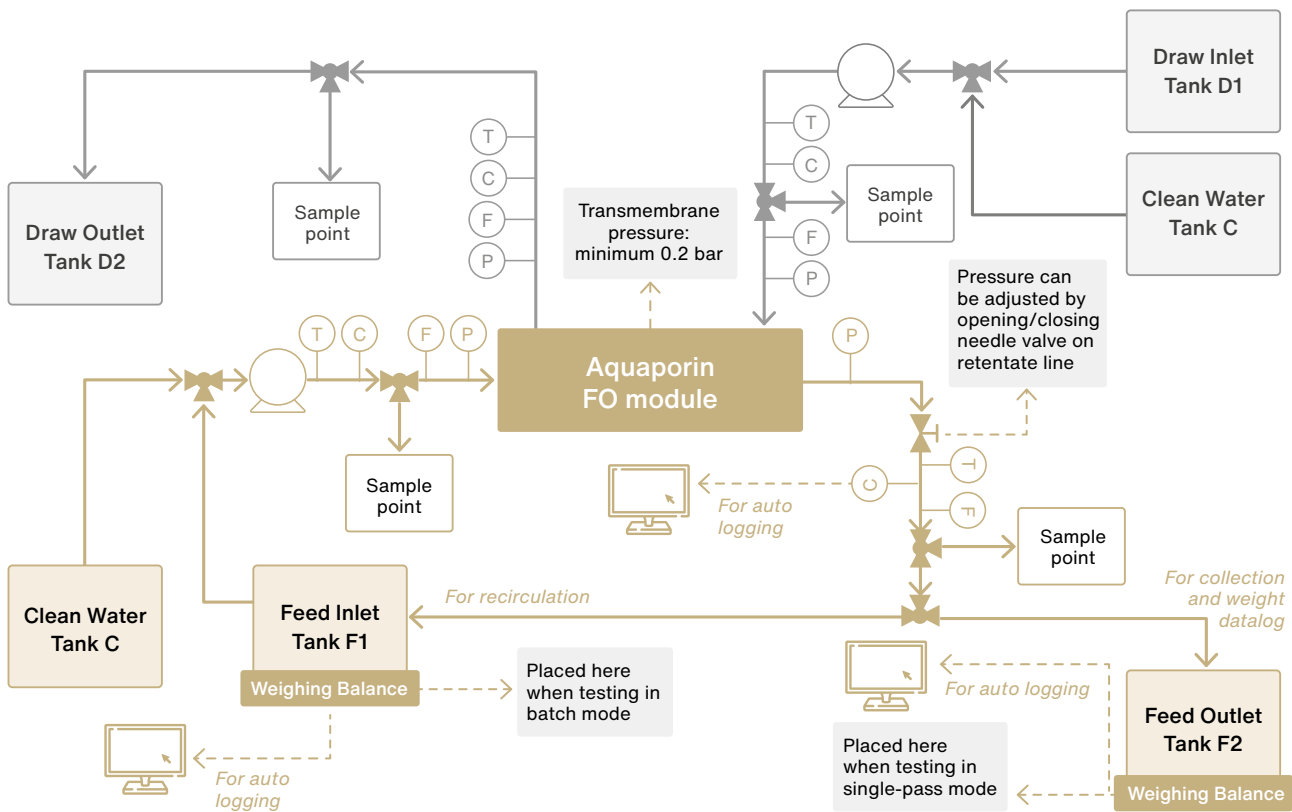 Draw Inlet
Tank D1
Clean Water
Tank C
Draw Outlet
Tank D2
Sample
point
T
C
F
P
Transmembrane
pressure:
minimum 0.2 bar
T
C
Sample
point
F
P
Pressure can
be adjusted by
opening/closing
needle valve on
retentate line
T
C
F
P
Aquaporin
FO module
P
Sample
point
C
For auto
logging
T
F
Sample
point
Clean Water
Tank C
Feed Inlet
Tank F1
Weighing Balance
For recirculation
Placed here
when testing in
batch mode
For auto
logging
For collection
and weight
datalog
For auto logging
Placed here
when testing in
single-pass mode
Feed Outlet
Tank F2
Weighing Balance